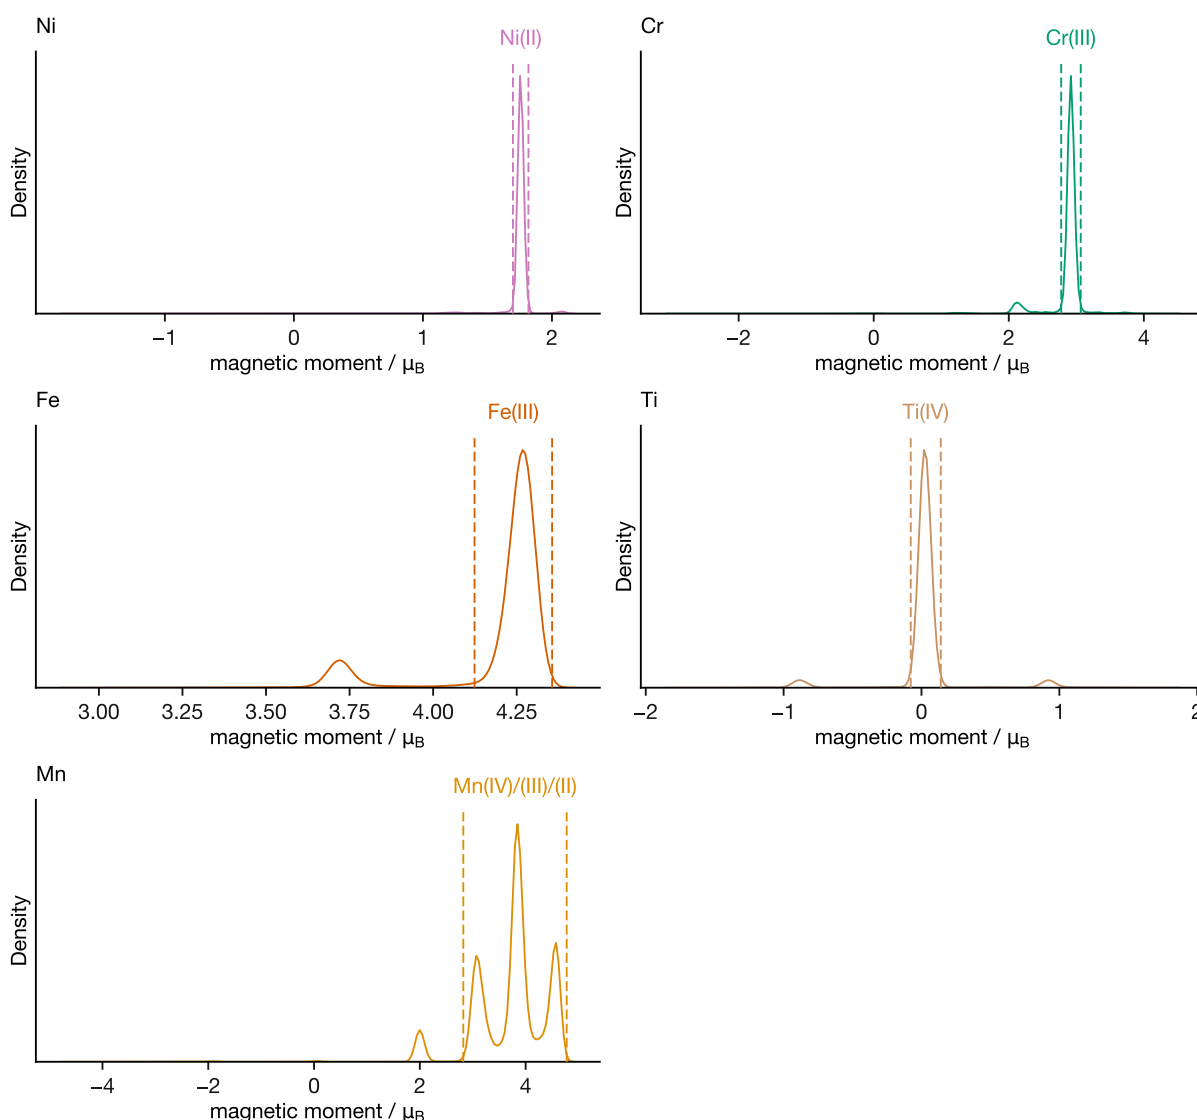 Ni
Ni(II)
Density
−1 0 1 2
magnetic moment / μB
Cr
Cr(III)
Density
−2 0 2 4
magnetic moment / μB
Fe
Fe(III)
Density
3.00 3.25 3.50 3.75 4.00 4.25
magnetic moment / μB
Ti
Ti(IV)
Density
−2 −1 0 1 2
magnetic moment / μB
Mn
Mn(IV)/(III)/(II)
Density
−4 −2 0 2 4
magnetic moment / μB